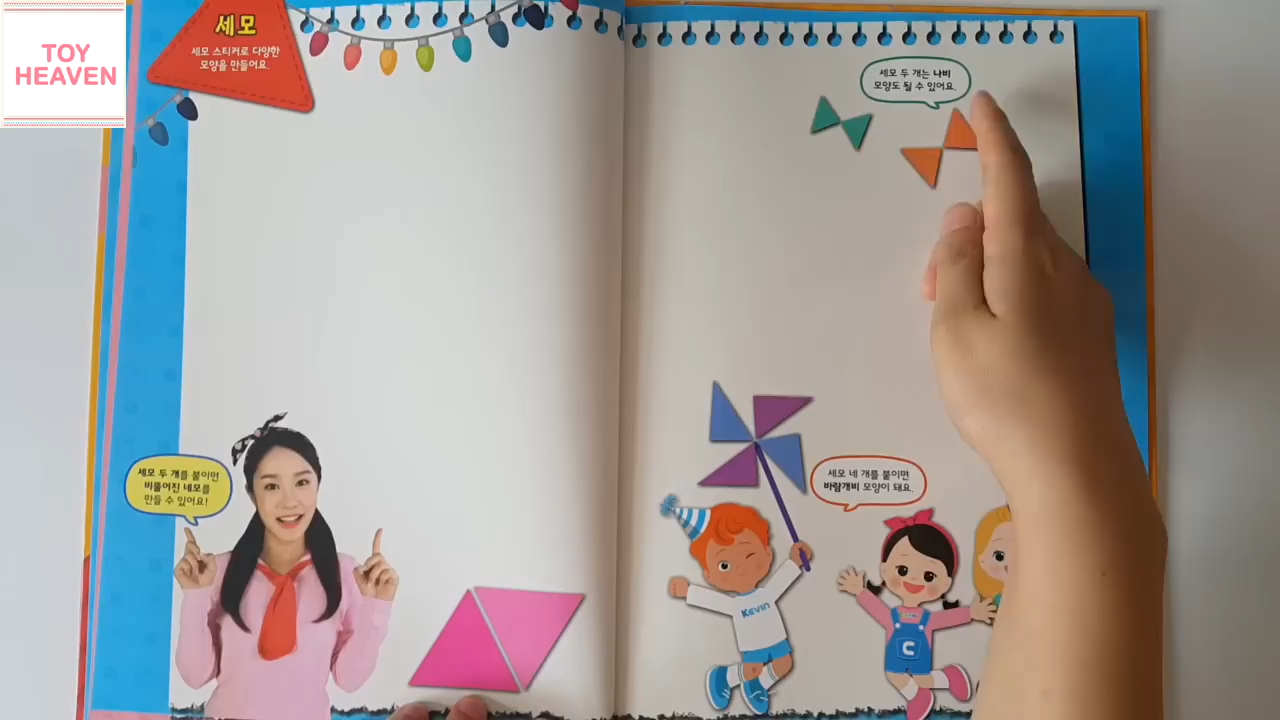 TOY
HEAVEN
세모
세모 스티커로 다양한
모양을 만들어요.
세모 두 개는 나비
모양도 될 수 있어요.
세모 두 개를 붙이면
비뚤어진 네모를
만들 수 있어요!
세모 네 개를 붙이면
바람개비 모양이 돼요.
KEVIN
C